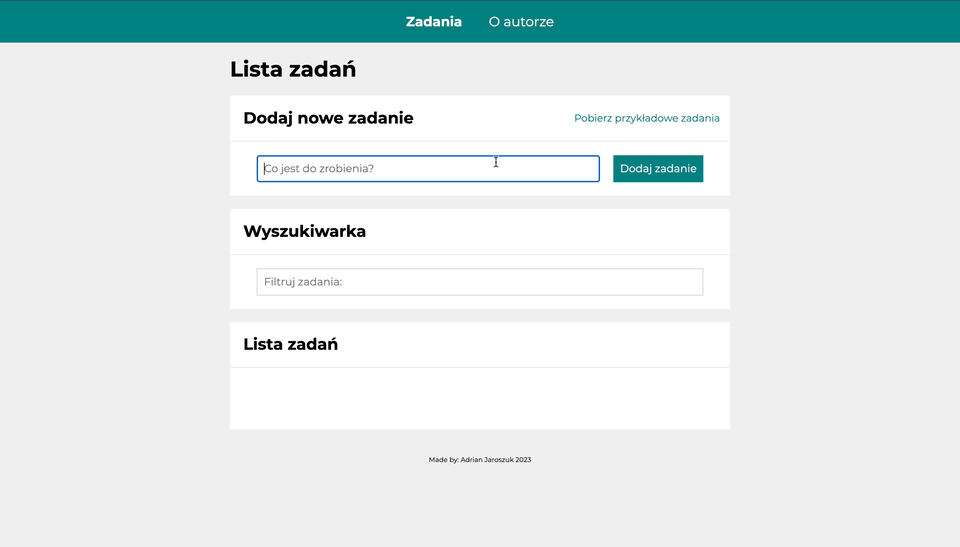 Zadania O autorze
Lista zadań
Dodaj nowe zadanie Pobierz przykładowe zadania
Co jest do zrobienia? Dodaj zadanie
Wyszukiwarka
Filtruj zadania:
Lista zadań
Made by: Adrian Jaroszuk 2023